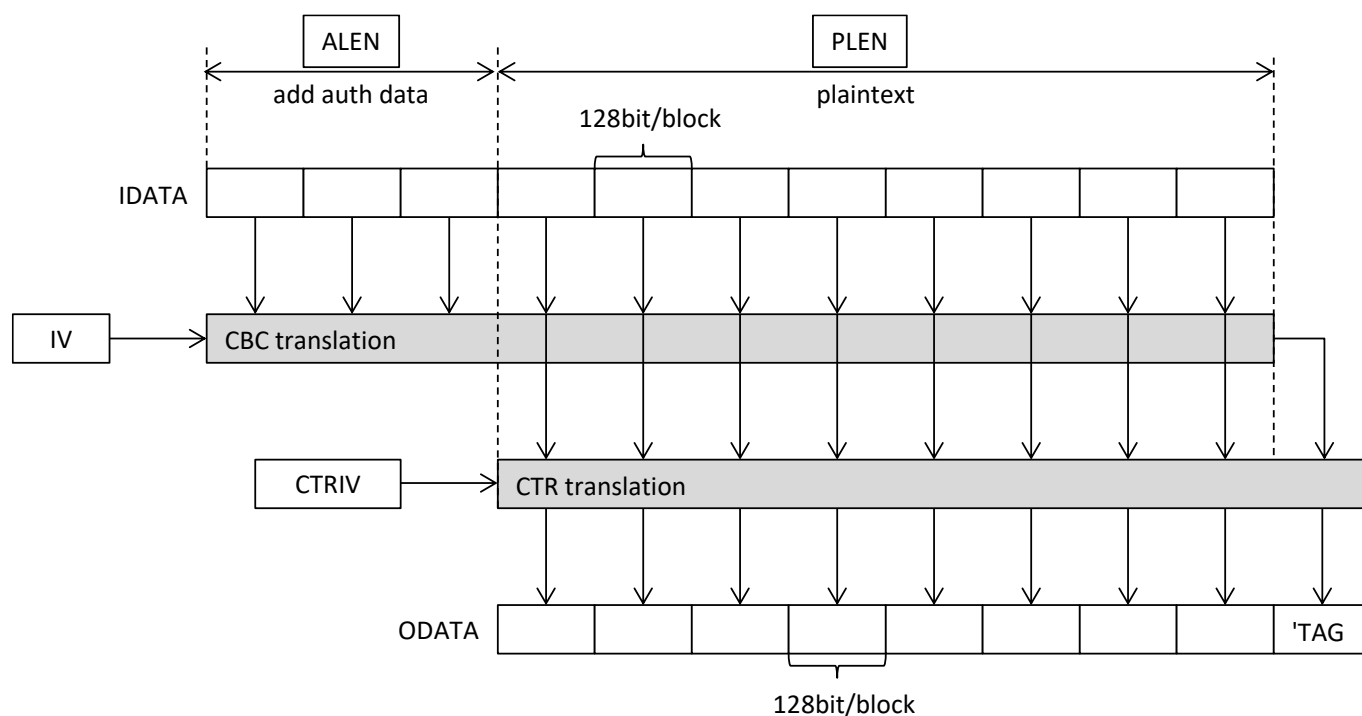 ALEN
PLEN
add auth data
plaintext
128bit/block
IDATA
IV
CBC translation
CTRIV
CTR translation
ODATA
'TAG
128bit/block